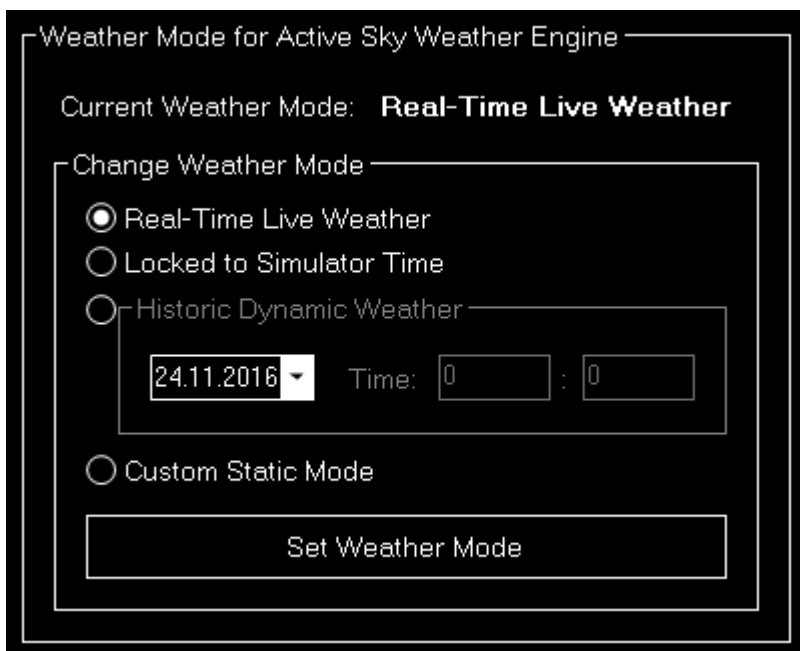 Weather Mode for Active Sky Weather Engine
Current Weather Mode: Real-Time Live Weather
Change Weather Mode
Real-Time Live Weather
Locked to Simulator Time
Historic Dynamic Weather
24.11.2016 Time: 0 : 0
Custom Static Mode
Set Weather Mode